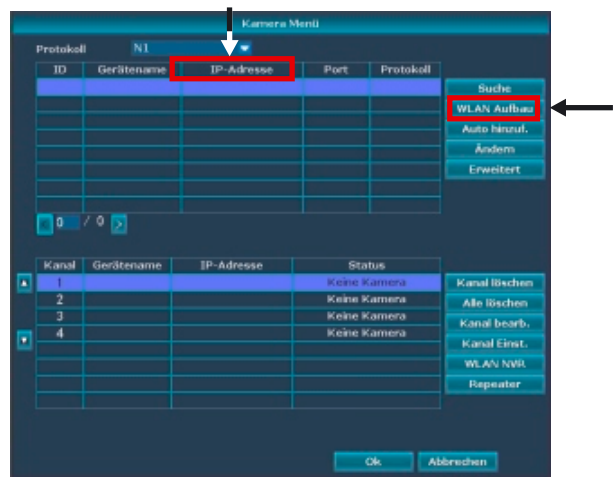 Kamera Menü
Protokoll N1
ID Gerätename IP-Adresse Port Protokoll
Suche
WLAN Aufbau
Auto hinzuf.
Ändern
Erweitert
< 0 / 0 >
Kanal Gerätename IP-Adresse Status
1 Keine Kamera Kanal löschen
2 Keine Kamera Alle löschen
3 Keine Kamera Kanal bearb.
4 Keine Kamera Kanal Einst.
WLAN NVR
Repeater
Ok Abbrechen